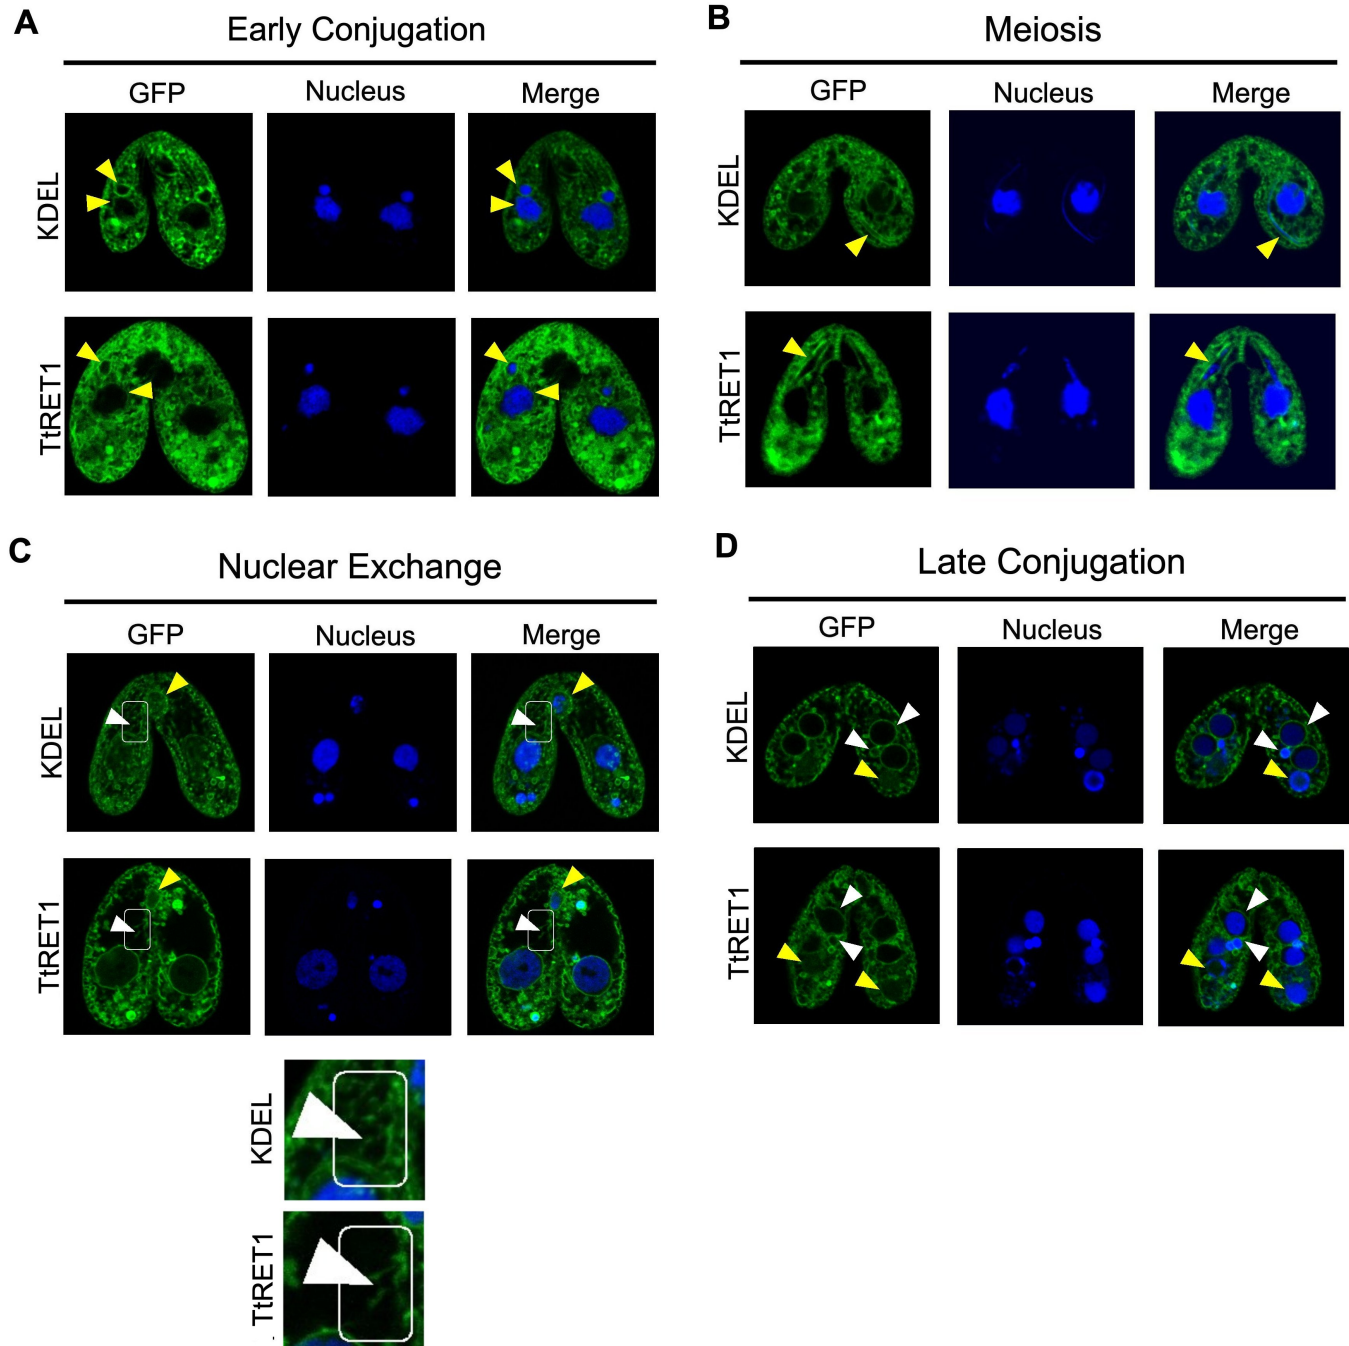 A
Early Conjugation
GFP Nucleus Merge
KDEL
TtRET1
B
Meiosis
GFP Nucleus Merge
KDEL
TtRET1
C
Nuclear Exchange
GFP Nucleus Merge
KDEL
TtRET1
KDEL
TtRET1
D
Late Conjugation
GFP Nucleus Merge
KDEL
TtRET1